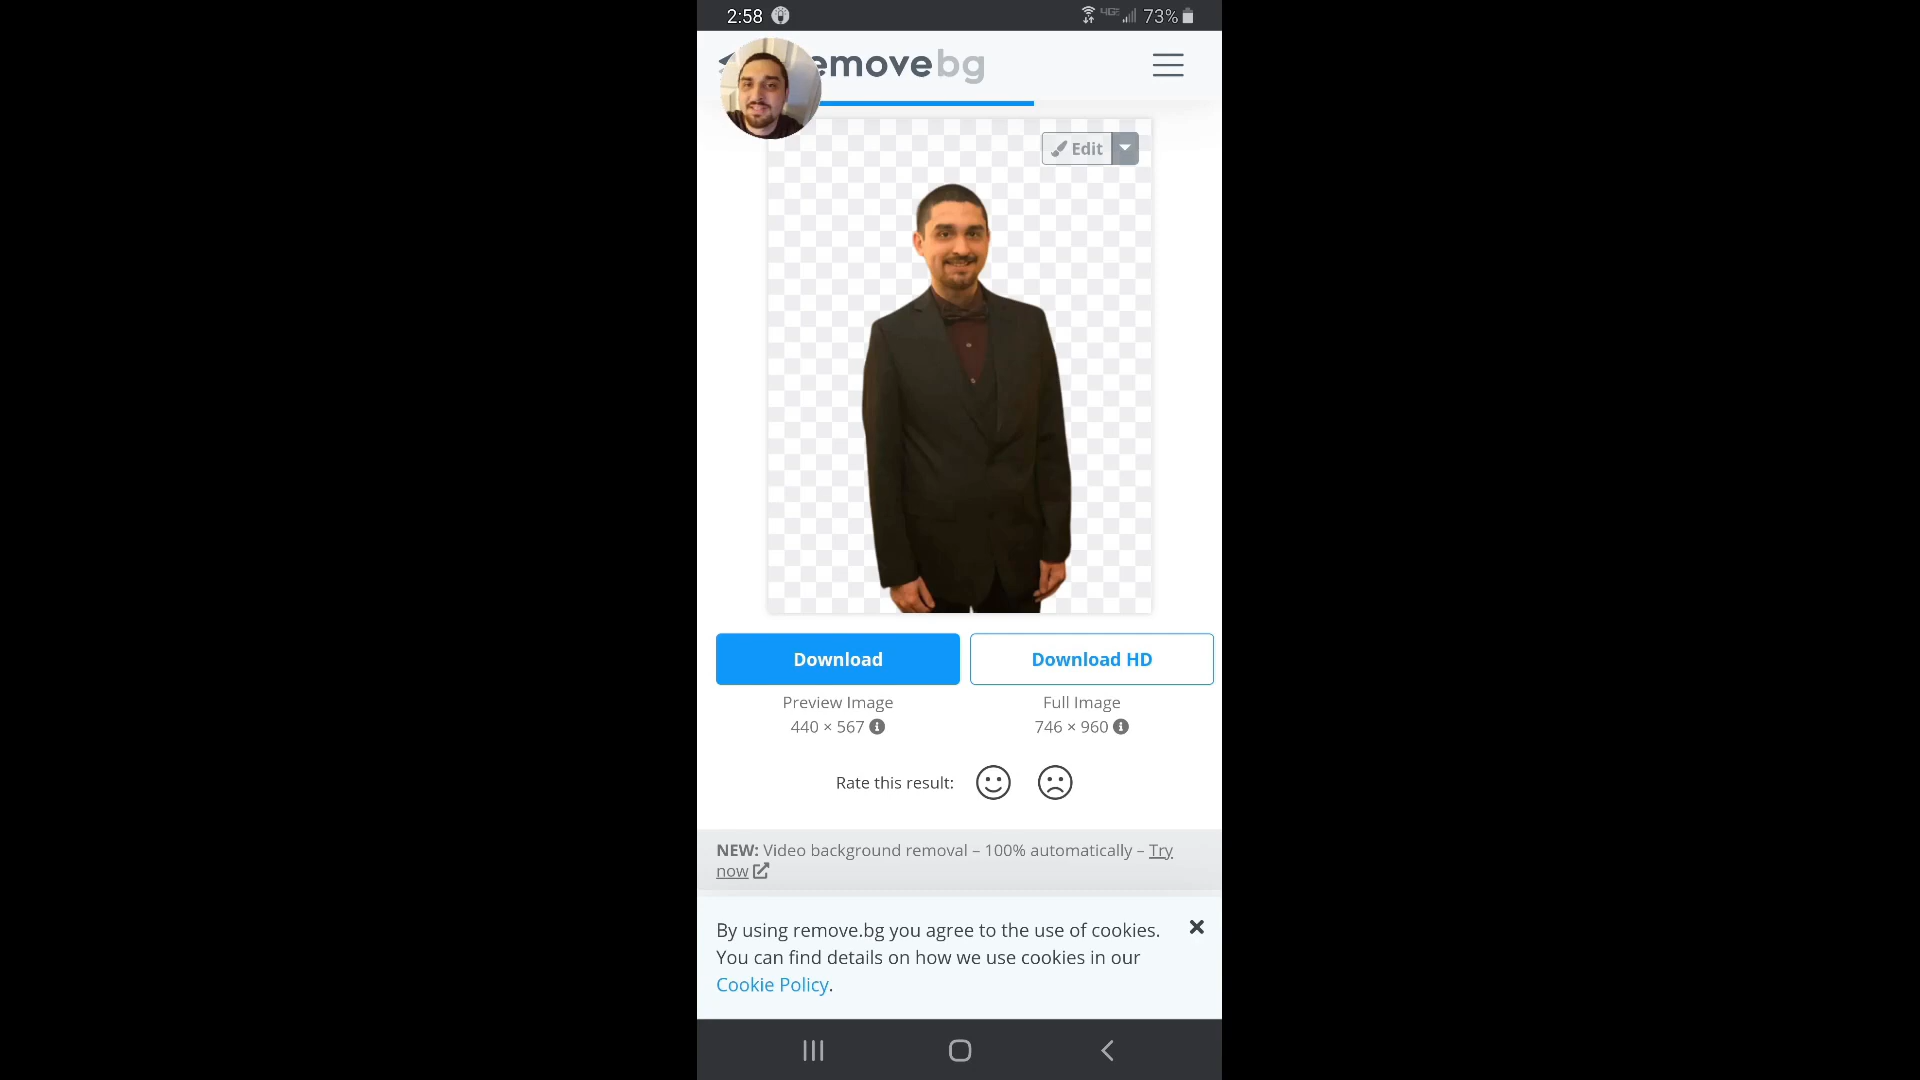 2:58 73%
emovebg
Edit
Download Download HD
Preview Image Full Image
440 × 567 746 × 960
Rate this result:
NEW: Video background removal – 100% automatically – Try
now
By using remove.bg you agree to the use of cookies.
You can find details on how we use cookies in our
Cookie Policy.